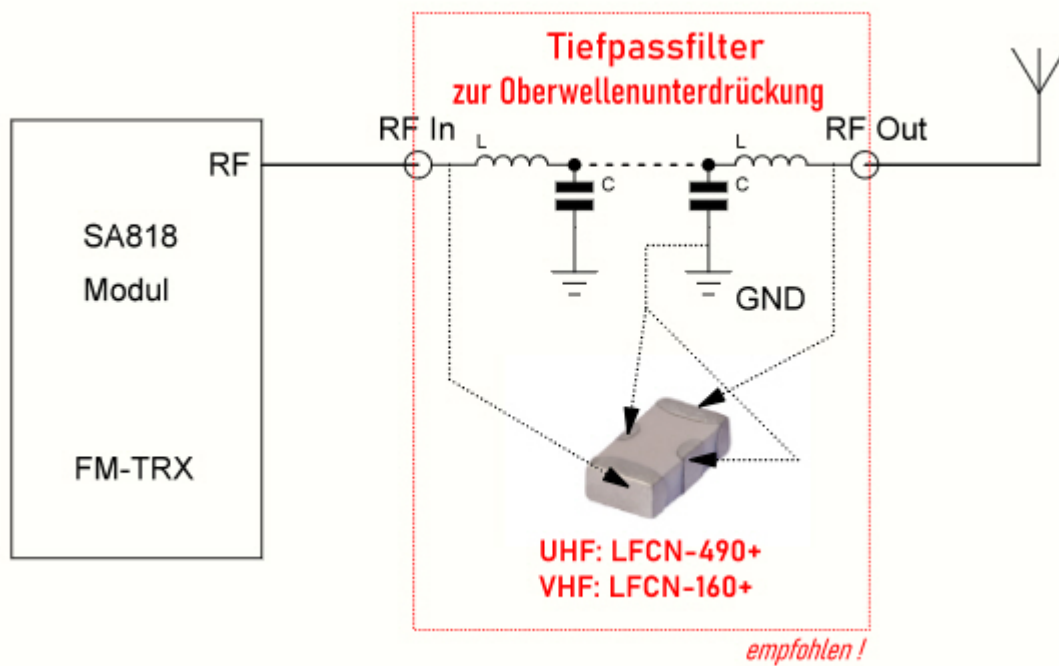 Tiefpassfilter
zur Oberwellenunterdrückung
RF In
RF Out
L
L
RF
C
C
SA818
Modul
GND
FM-TRX
UHF: LFCN-490+
VHF: LFCN-160+
empfohlen !